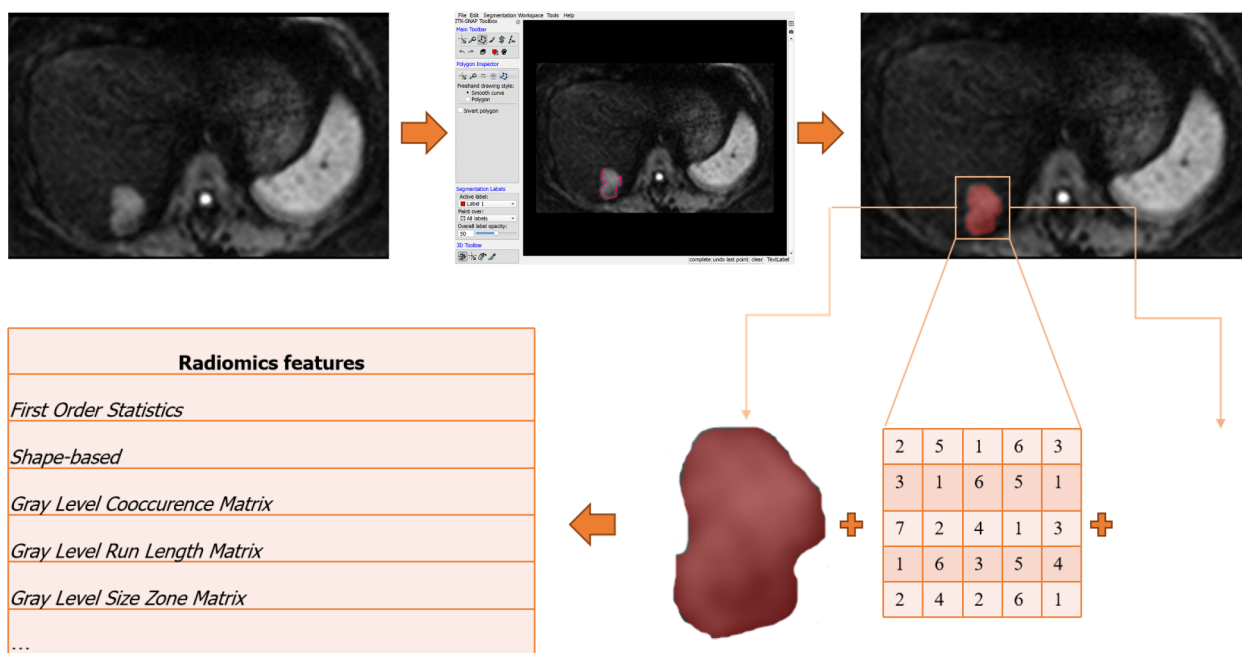 File Edit Segmentation Workspace Tools Help
ITK-SNAP Toolbox
Main Toolbar
Polygon Inspector
Freehand drawing style:
Smooth curve
Polygon
Invert polygon
Segmentation Labels
Active label:
Label 1
Paint over:
All labels
Overall label opacity:
50
3D Toolbar
complete undo last point clear TextLabel
Radiomics features
First Order Statistics
Shape-based
Gray Level Cooccurence Matrix
Gray Level Run Length Matrix
Gray Level Size Zone Matrix
...
2 5 1 6 3
3 1 6 5 1
7 2 4 1 3
1 6 3 5 4
2 4 2 6 1